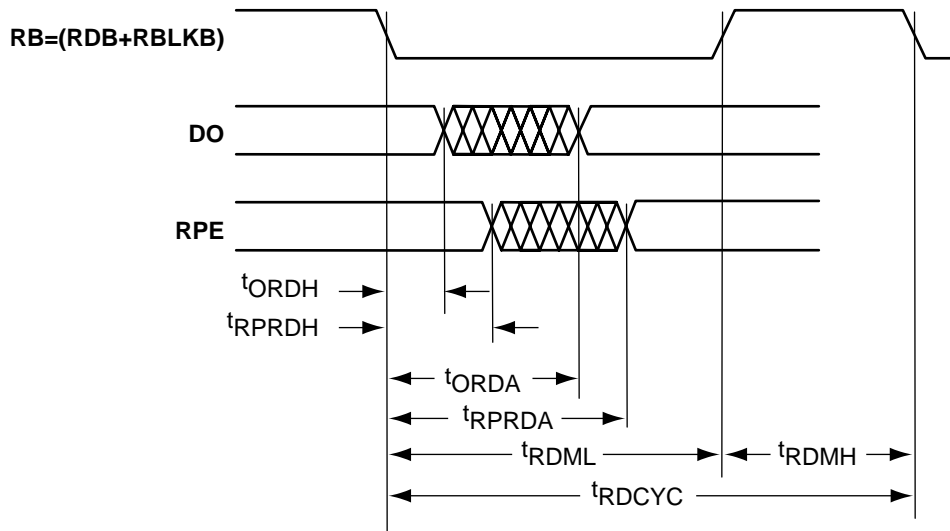 RB=(RDB+RBLKB)
DO
RPE
tORDH
tRPRDH
tORDA
tRPRDA
tRDML
tRDMH
tRDCYC